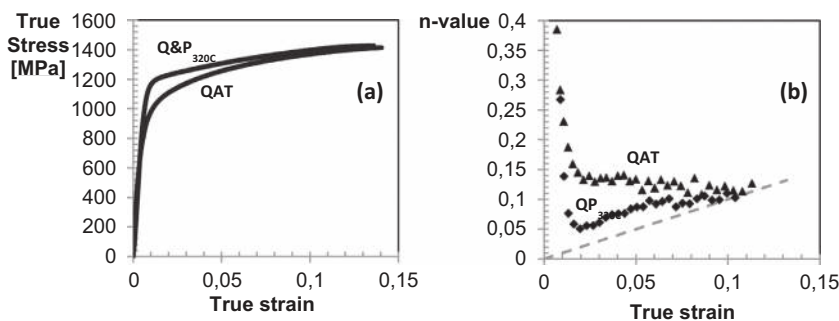 True
Stress
[MPa]
1600
1400
1200
1000
800
600
400
200
0
Q&P320C
QAT
(a)
0
0,05
0,1
0,15
True strain
n-value
0,4
0,35
0,3
0,25
0,2
0,15
0,1
0,05
0
(b)
QAT
QP320C
0
0,05
0,1
0,15
True strain